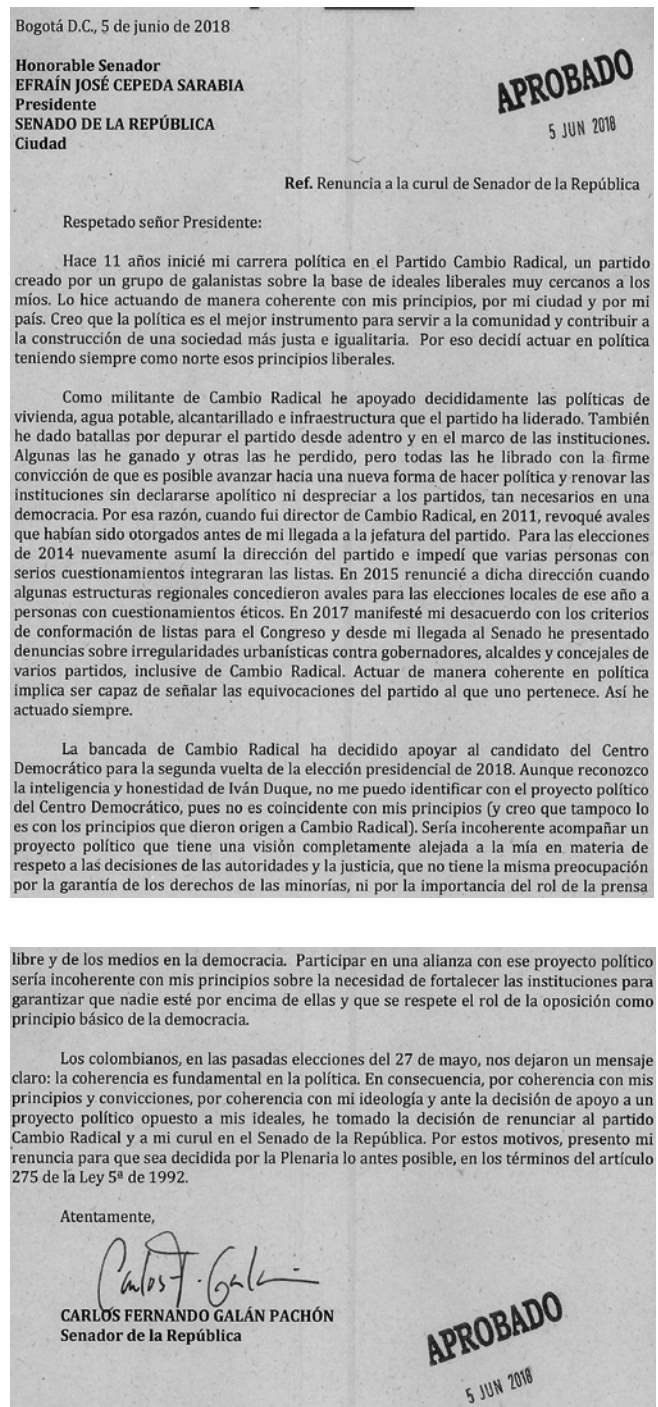 Bogotá D.C., 5 de junio de 2018
Honorable Senador
EFRAÍN JOSÉ CEPEDA SARABIA
Presidente
SENADO DE LA REPÚBLICA
Ciudad
APROBADO
5 JUN 2018
Ref. Renuncia a la curul de Senador de la República
Respetado señor Presidente:
Hace 11 años inicié mi carrera política en el Partido Cambio Radical, un partido
creado por un grupo de galanistas sobre la base de ideales liberales muy cercanos a los
míos. Lo hice actuando de manera coherente con mis principios, por mi ciudad y por mi
país. Creo que la política es el mejor instrumento para servir a la comunidad y contribuir a
la construcción de una sociedad más justa e igualitaria. Por eso decidí actuar en política
teniendo siempre como norte esos principios liberales.
Como militante de Cambio Radical he apoyado decididamente las políticas de
vivienda, agua potable, alcantarillado e infraestructura que el partido ha liderado. También
he dado batallas por depurar el partido desde adentro y en el marco de las instituciones.
Algunas las he ganado y otras las he perdido, pero todas las he librado con la firme
convicción de que es posible avanzar hacia una nueva forma de hacer política y renovar las
instituciones sin declararse apolítico ni despreciar a los partidos, tan necesarios en una
democracia. Por esa razón, cuando fui director de Cambio Radical, en 2011, revoqué avales
que habían sido otorgados antes de mi llegada a la jefatura del partido. Para las elecciones
de 2014 nuevamente asumí la dirección del partido e impedí que varias personas con
serios cuestionamientos integraran las listas. En 2015 renuncié a dicha dirección cuando
algunas estructuras regionales concedieron avales para las elecciones locales de ese año a
personas con cuestionamientos éticos. En 2017 manifesté mi desacuerdo con los criterios
de conformación de listas para el Congreso y desde mi llegada al Senado he presentado
denuncias sobre irregularidades urbanísticas contra gobernadores, alcaldes y concejales de
varios partidos, inclusive de Cambio Radical. Actuar de manera coherente en política
implica ser capaz de señalar las equivocaciones del partido al que uno pertenece. Así he
actuado siempre.
La bancada de Cambio Radical ha decidido apoyar al candidato del Centro
Democrático para la segunda vuelta de la elección presidencial de 2018. Aunque reconozco
la inteligencia y honestidad de Iván Duque, no me puedo identificar con el proyecto político
del Centro Democrático, pues no es coincidente con mis principios (y creo que tampoco lo
es con los principios que dieron origen a Cambio Radical). Sería incoherente acompañar un
proyecto político que tiene una visión completamente alejada a la mía en materia de
respeto a las decisiones de las autoridades y la justicia, que no tiene la misma preocupación
por la garantía de los derechos de las minorías, ni por la importancia del rol de la prensa
libre y de los medios en la democracia. Participar en una alianza con ese proyecto político
sería incoherente con mis principios sobre la necesidad de fortalecer las instituciones para
garantizar que nadie esté por encima de ellas y que se respete el rol de la oposición como
principio básico de la democracia.
Los colombianos, en las pasadas elecciones del 27 de mayo, nos dejaron un mensaje
claro: la coherencia es fundamental en la política. En consecuencia, por coherencia con mis
principios y convicciones, por coherencia con mi ideología y ante la decisión de apoyo a un
proyecto político opuesto a mis ideales, he tomado la decisión de renunciar al partido
Cambio Radical y a mi curul en el Senado de la República. Por estos motivos, presento mi
renuncia para que sea decidida por la Plenaria lo antes posible, en los términos del artículo
275 de la Ley 5ª de 1992.
Atentamente,
Carlos F. Galán
CARLOS FERNANDO GALÁN PACHÓN
Senador de la República
APROBADO
5 JUN 2018